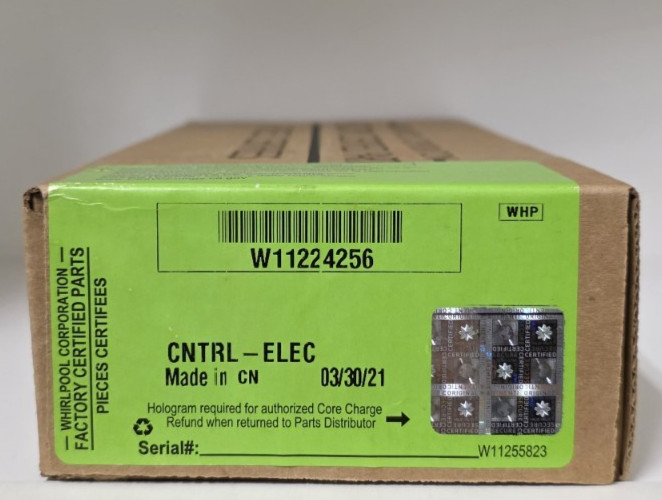 WHP
W11224256
— WHIRLPOOL CORPORATION —
FACTORY CERTIFIED PARTS
PIECES CERTIFEES
CNTRL-ELEC
Made in CN 03/30/21
Hologram required for authorized Core Charge
Refund when returned to Parts Distributor
Serial#:
W11255823
CERTIFIED